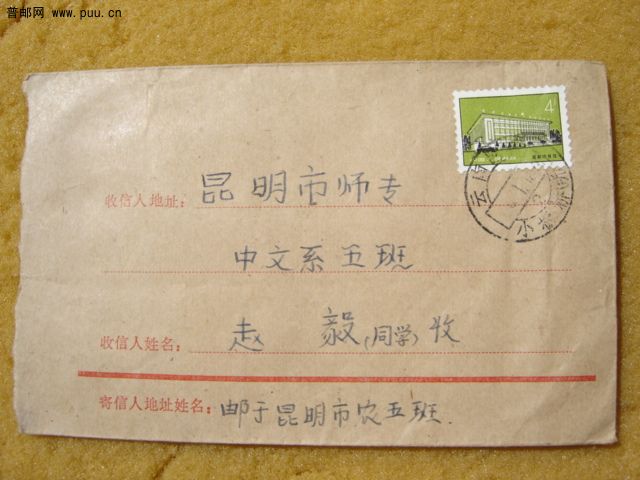 普邮网 www.puu.cn
4
收信人地址: 昆明市师专
中文系五班
收信人姓名: 赵 毅(同学)收
寄信人地址姓名: 邮于昆明市农五班.